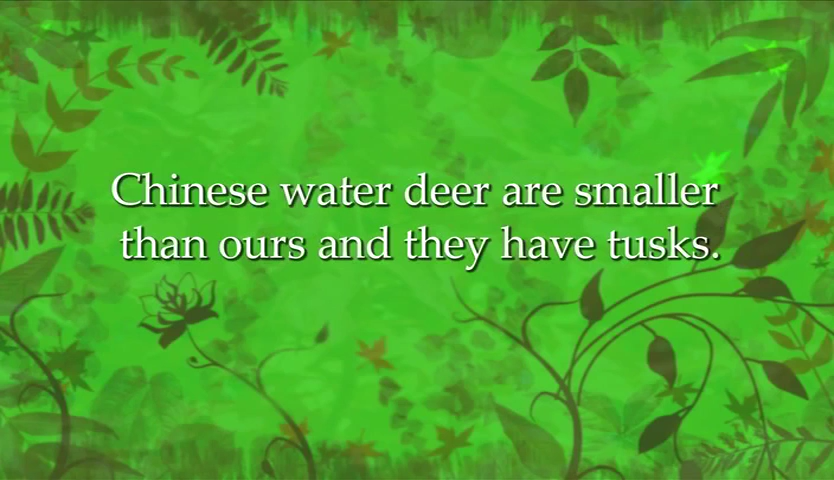 Chinese water deer are smaller
than ours and they have tusks.